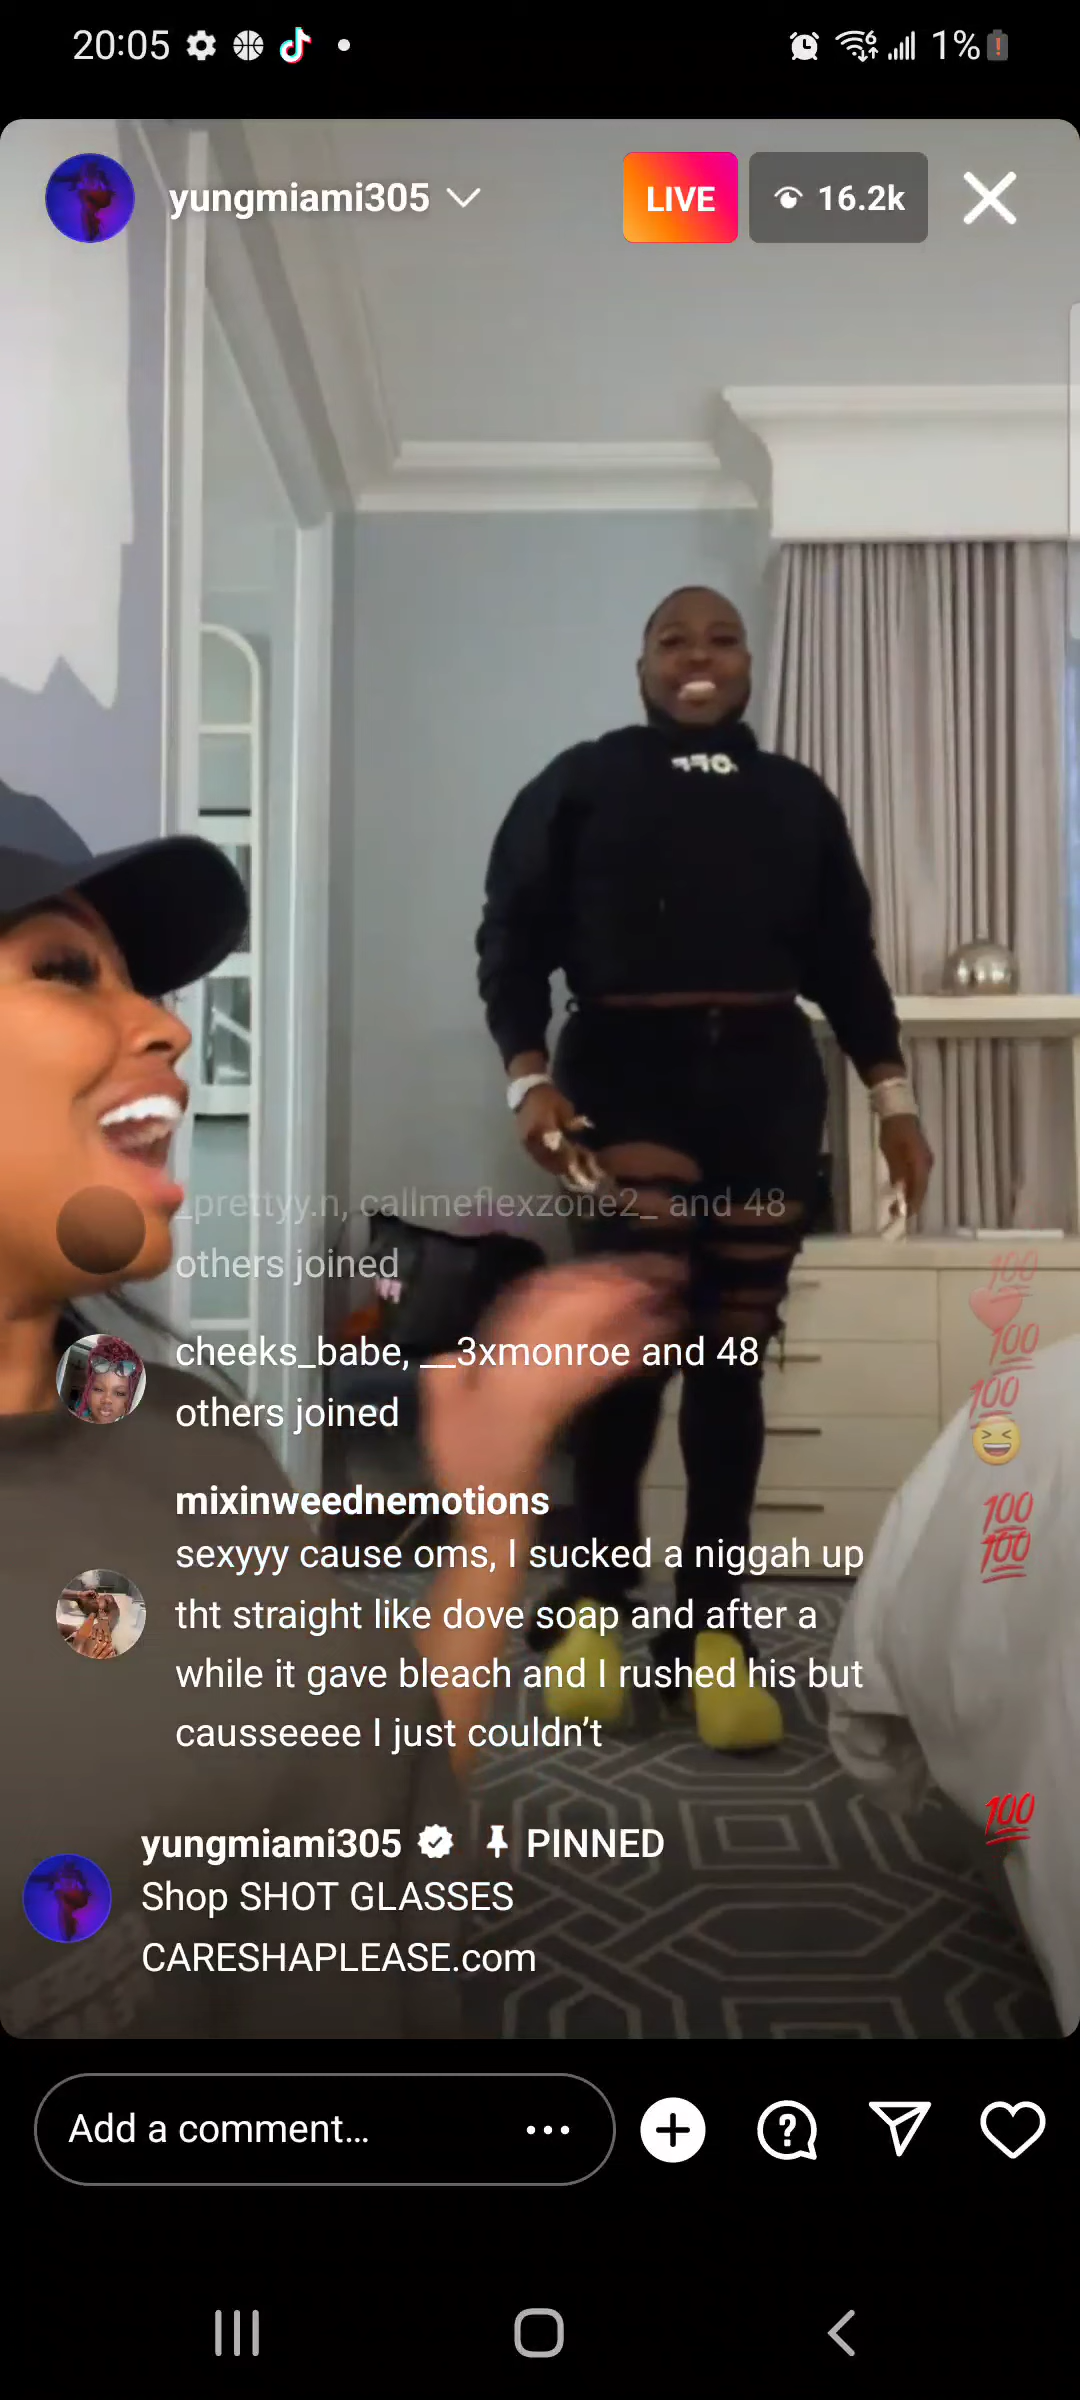 20:05
1%
yungmiami305
LIVE
16.2k
OFF
_prettyy.n, callmeflexzone2_ and 48
others joined
cheeks_babe, __3xmonroe and 48
others joined
mixinweednemotions
sexyyy cause oms, I sucked a niggah up
tht straight like dove soap and after a
while it gave bleach and I rushed his but
causseeee I just couldn’t
yungmiami305 PINNED
Shop SHOT GLASSES
CARESHAPLEASE.com
Add a comment...